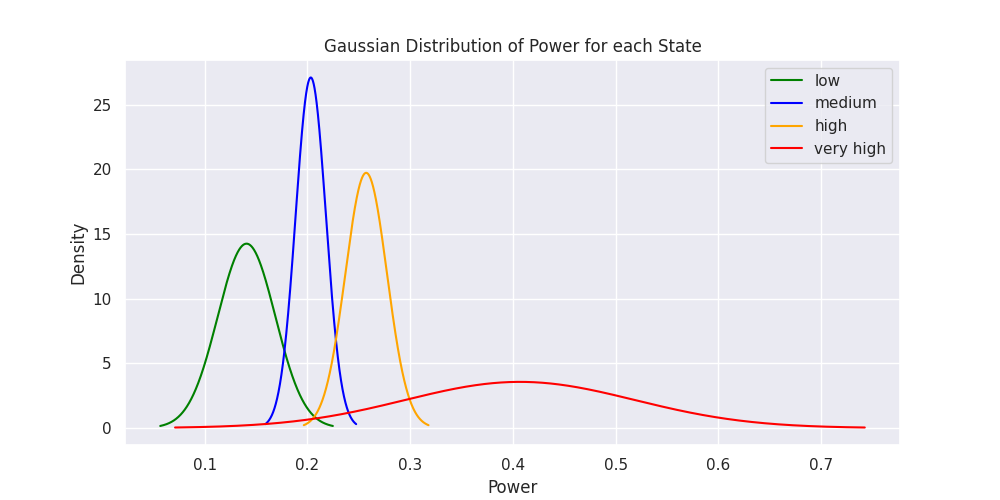 Gaussian Distribution of Power for each State
low
medium
high
very high
25
20
15
10
5
0
Density
0.1 0.2 0.3 0.4 0.5 0.6 0.7
Power